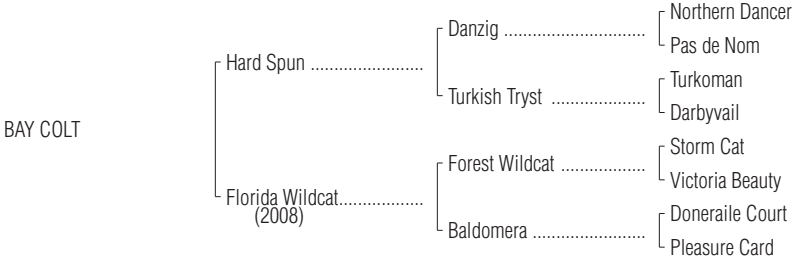 Northern Dancer
Danzig ..............................
Pas de Nom
Hard Spun ........................
Turkoman
Turkish Tryst ....................
Darbyvail
BAY COLT
Storm Cat
Forest Wildcat ..................
Victoria Beauty
Florida Wildcat..................
(2008)
Doneraile Court
Baldomera ........................
Pleasure Card